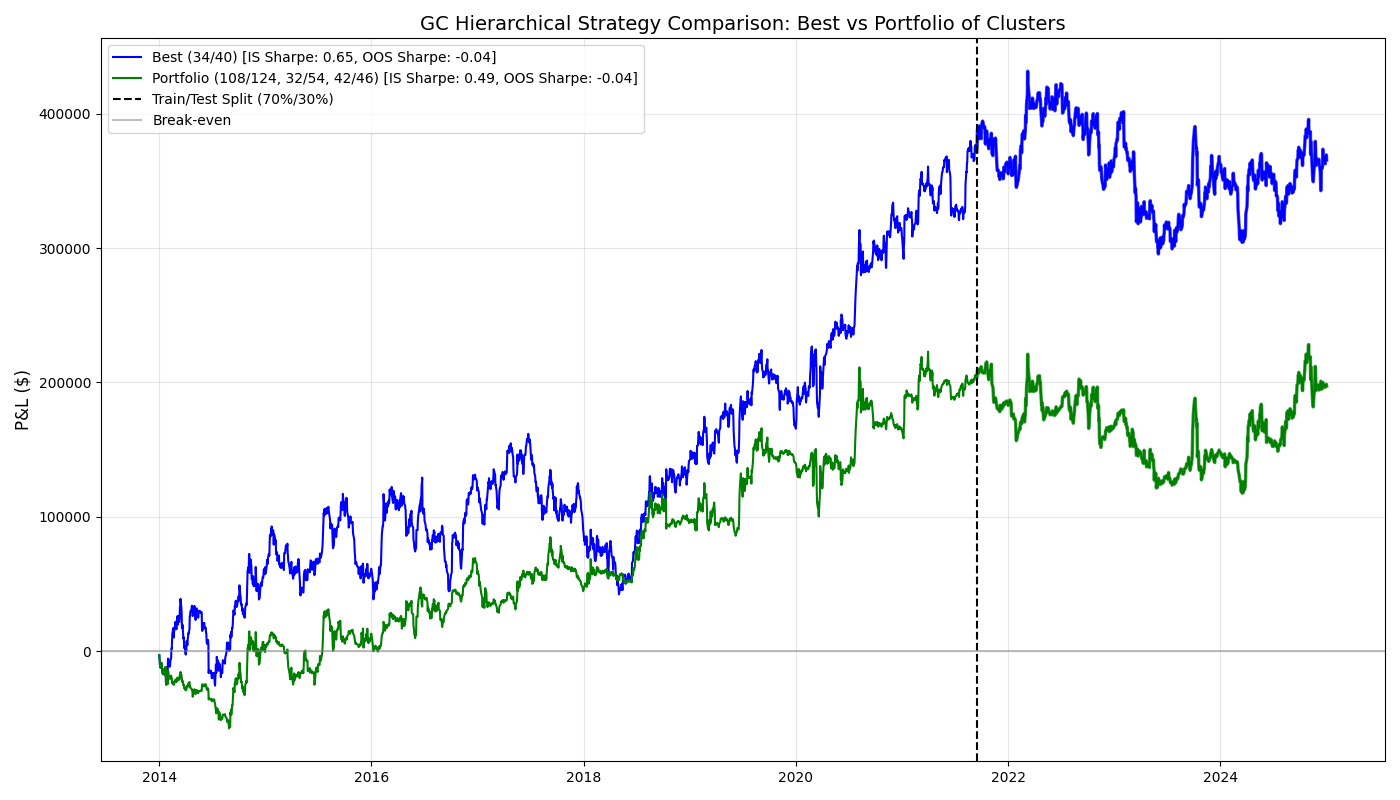 GC Hierarchical Strategy Comparison: Best vs Portfolio of Clusters
Best (34/40) [IS Sharpe: 0.65, OOS Sharpe: -0.04]
Portfolio (108/124, 32/54, 42/46) [IS Sharpe: 0.49, OOS Sharpe: -0.04]
Train/Test Split (70%/30%)
Break-even
P&L ($)
400000
300000
200000
100000
0
2014
2016
2018
2020
2022
2024